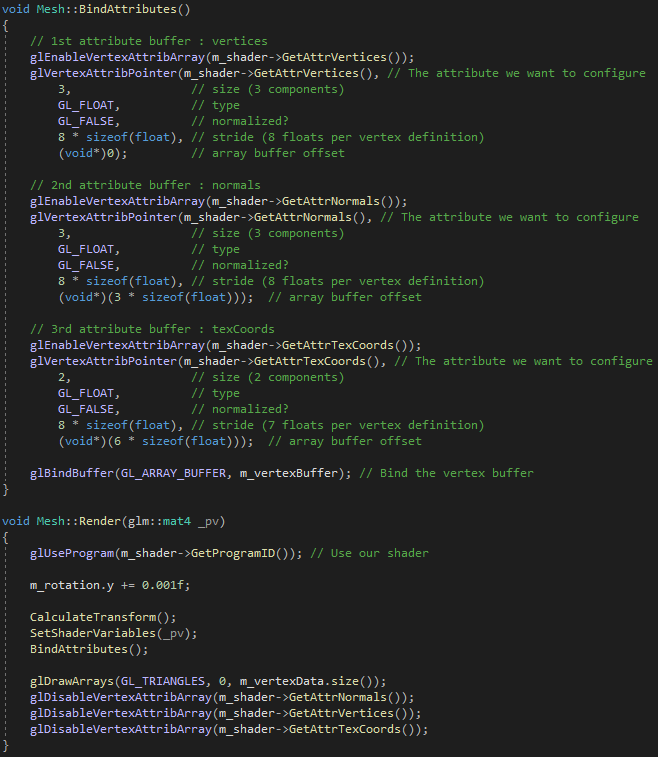 void Mesh::BindAttributes()
{
    // 1st attribute buffer : vertices
    glEnableVertexAttribArray(m_shader->GetAttrVertices());
    glVertexAttribPointer(m_shader->GetAttrVertices(), // The attribute we want to configure
        3,                 // size (3 components)
        GL_FLOAT,          // type
        GL_FALSE,          // normalized?
        8 * sizeof(float), // stride (8 floats per vertex definition)
        (void*)0);         // array buffer offset

    // 2nd attribute buffer : normals
    glEnableVertexAttribArray(m_shader->GetAttrNormals());
    glVertexAttribPointer(m_shader->GetAttrNormals(), // The attribute we want to configure
        3,                 // size (3 components)
        GL_FLOAT,          // type
        GL_FALSE,          // normalized?
        8 * sizeof(float), // stride (8 floats per vertex definition)
        (void*)(3 * sizeof(float)));  // array buffer offset

    // 3rd attribute buffer : texCoords
    glEnableVertexAttribArray(m_shader->GetAttrTexCoords());
    glVertexAttribPointer(m_shader->GetAttrTexCoords(), // The attribute we want to configure
        2,                 // size (2 components)
        GL_FLOAT,          // type
        GL_FALSE,          // normalized?
        8 * sizeof(float), // stride (7 floats per vertex definition)
        (void*)(6 * sizeof(float)));  // array buffer offset

    glBindBuffer(GL_ARRAY_BUFFER, m_vertexBuffer); // Bind the vertex buffer
}

void Mesh::Render(glm::mat4 _pv)
{
    glUseProgram(m_shader->GetProgramID()); // Use our shader

    m_rotation.y += 0.001f;

    CalculateTransform();
    SetShaderVariables(_pv);
    BindAttributes();

    glDrawArrays(GL_TRIANGLES, 0, m_vertexData.size());
    glDisableVertexAttribArray(m_shader->GetAttrNormals());
    glDisableVertexAttribArray(m_shader->GetAttrVertices());
    glDisableVertexAttribArray(m_shader->GetAttrTexCoords());
}